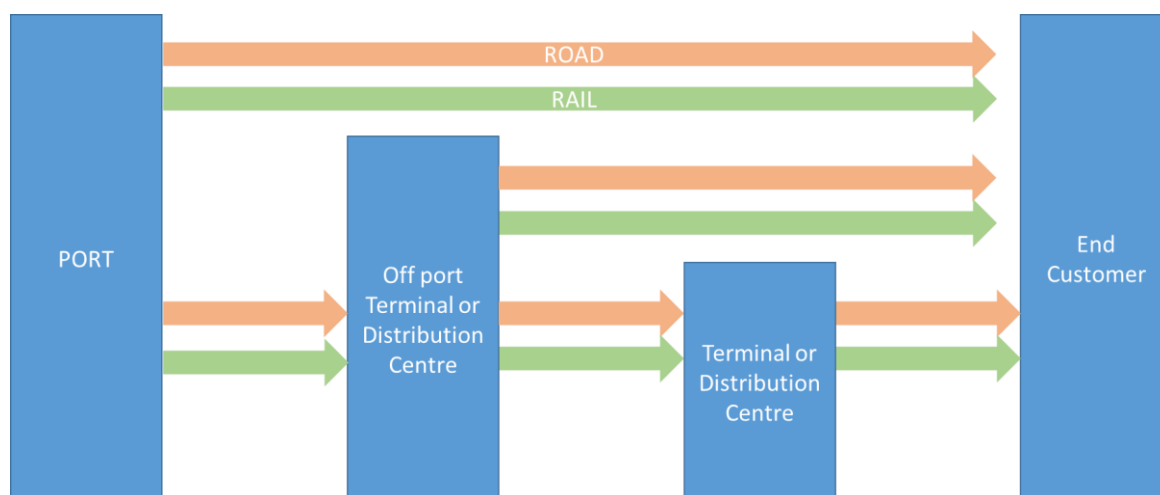 ROAD
RAIL
PORT
Off port
Terminal or
Distribution
Centre
Terminal or
Distribution
Centre
End
Customer